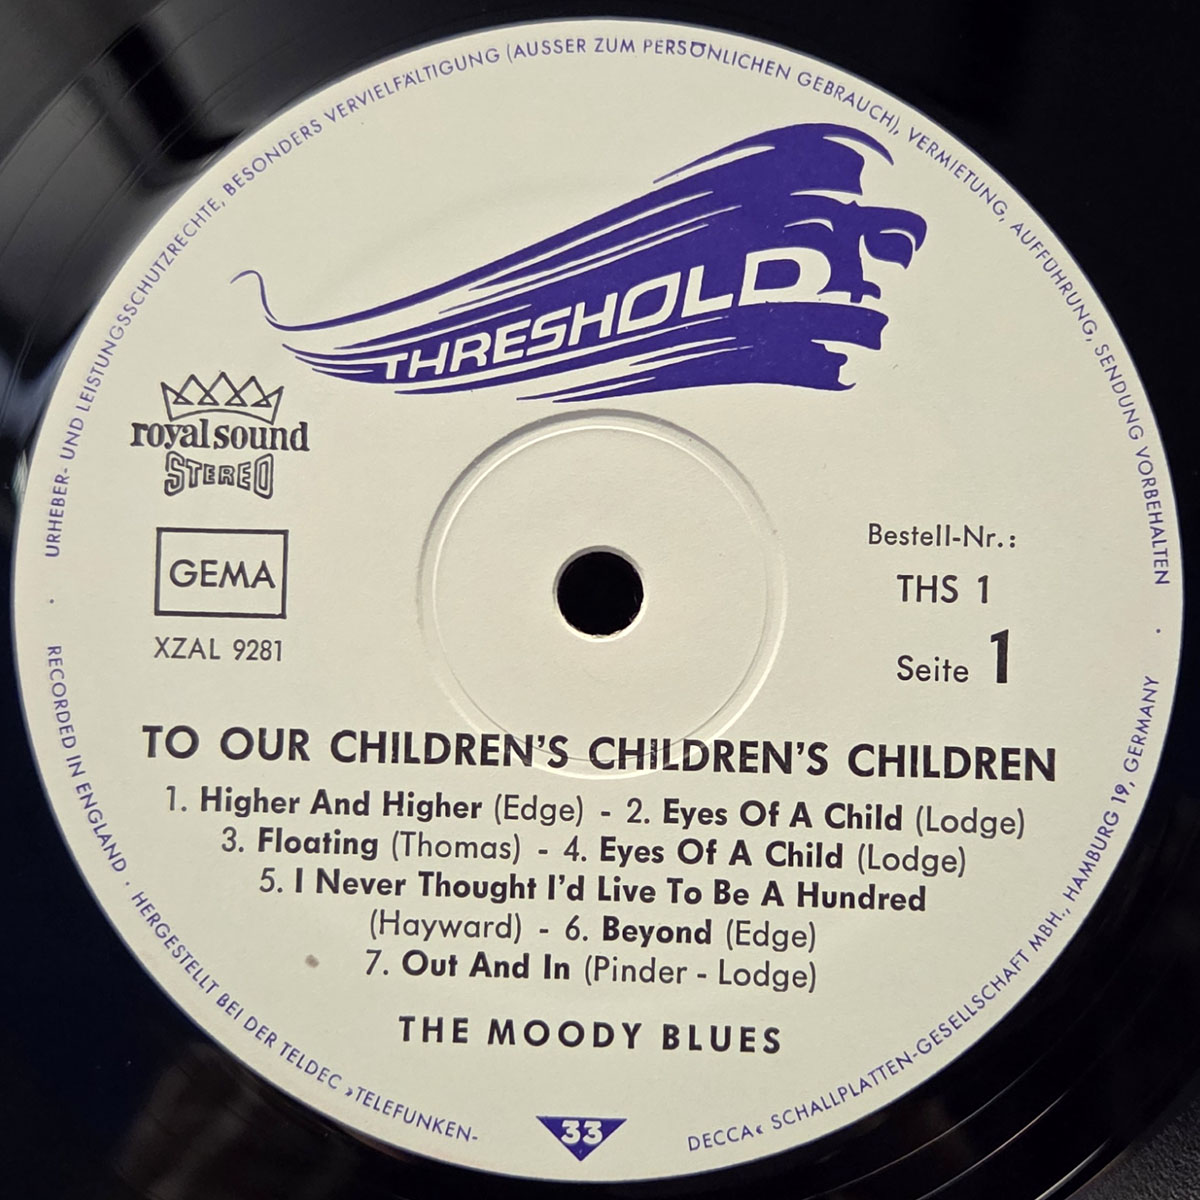 URHEBER- UND LEISTUNGSSCHUTZRECHTE, BESONDERS VERVIELFÄLTIGUNG (AUSSER ZUM PERSÖNLICHEN GEBRAUCH), VERMIETUNG, AUFFÜHRUNG, SENDUNG VORBEHALTEN
THRESHOLD
royal sound
STEREO
GEMA
XZAL 9281
Bestell-Nr.:
THS 1
Seite 1
TO OUR CHILDREN'S CHILDREN'S CHILDREN
1. Higher And Higher (Edge) - 2. Eyes Of A Child (Lodge)
3. Floating (Thomas) - 4. Eyes Of A Child (Lodge)
5. I Never Thought I'd Live To Be A Hundred
(Hayward) - 6. Beyond (Edge)
7. Out And In (Pinder - Lodge)
THE MOODY BLUES
33
RECORDED IN ENGLAND · HERGESTELLT BEI DER TELDEC »TELEFUNKEN-DECCA« SCHALLPLATTEN-GESELLSCHAFT MBH., HAMBURG 19, GERMANY